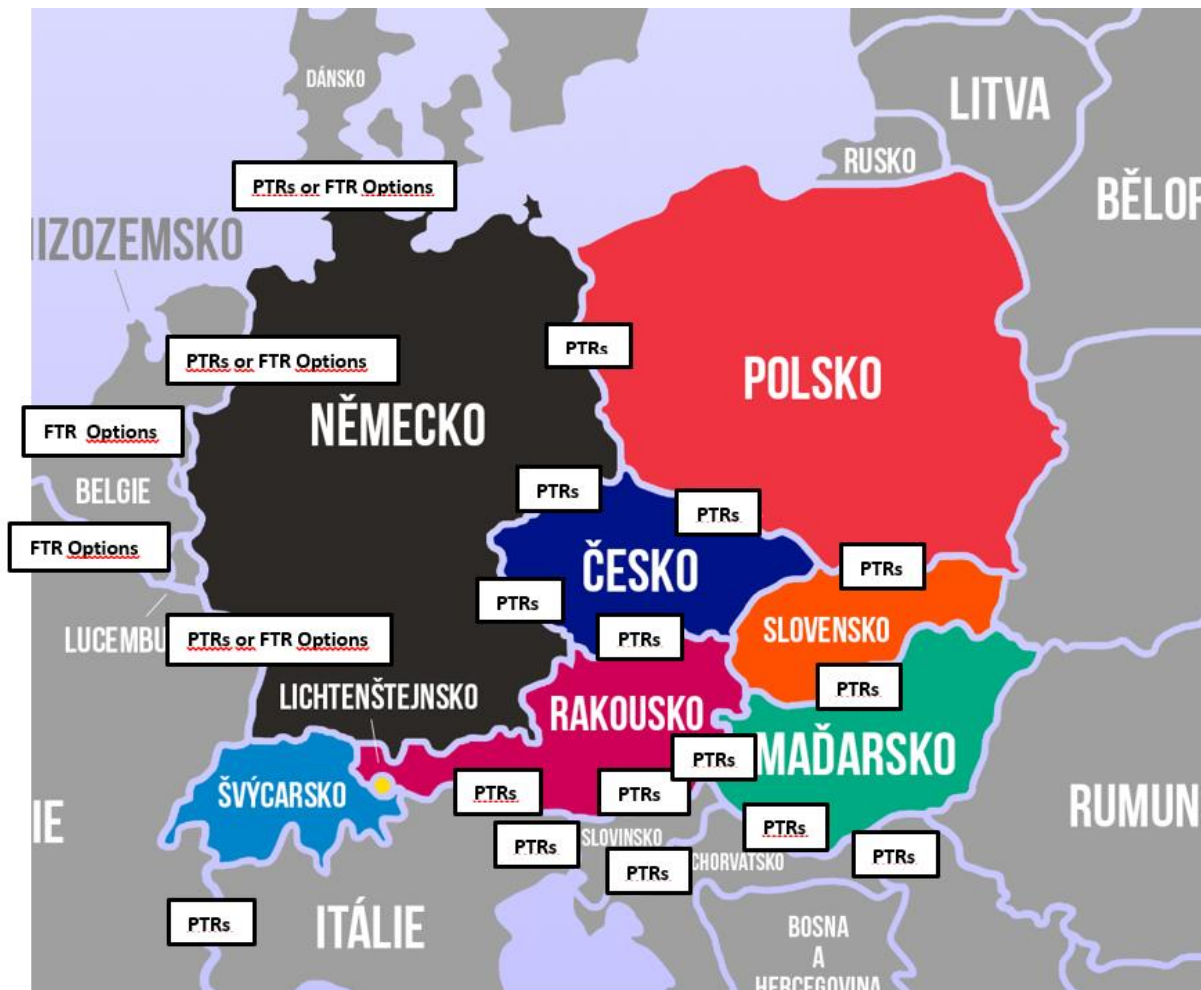 DÁNSKO
LITVA
RUSKO
PTRs or FTR Options
BĚLOR
IZOZEMSKO
PTRs or FTR Options
PTRs
POLSKO
NĚMECKO
FTR Options
BELGIE
PTRs
PTRs
FTR Options
ČESKO
PTRs
PTRs
LUCEMBU
PTRs or FTR Options
PTRs
SLOVENSKO
LICHTENŠTEJNSKO
RAKOUSKO
PTRs
PTRs
MAĎARSKO
ŠVÝCARSKO
PTRs
PTRs
RUMUN
IE
SLOVINSKO
PTRs
PTRs
CHORVATSKO
PTRs
PTRs
PTRs
ITÁLIE
BOSNA
A
HERCEGOVINA